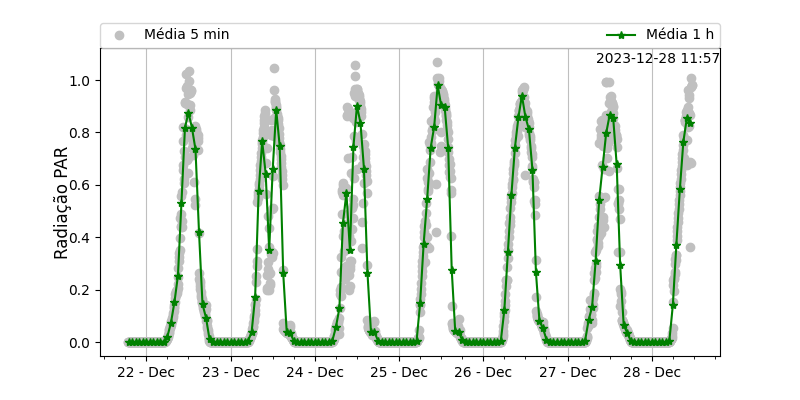 Média 5 min
Média 1 h
2023-12-28 11:57
Radiação PAR
1.0
0.8
0.6
0.4
0.2
0.0
22 - Dec
23 - Dec
24 - Dec
25 - Dec
26 - Dec
27 - Dec
28 - Dec